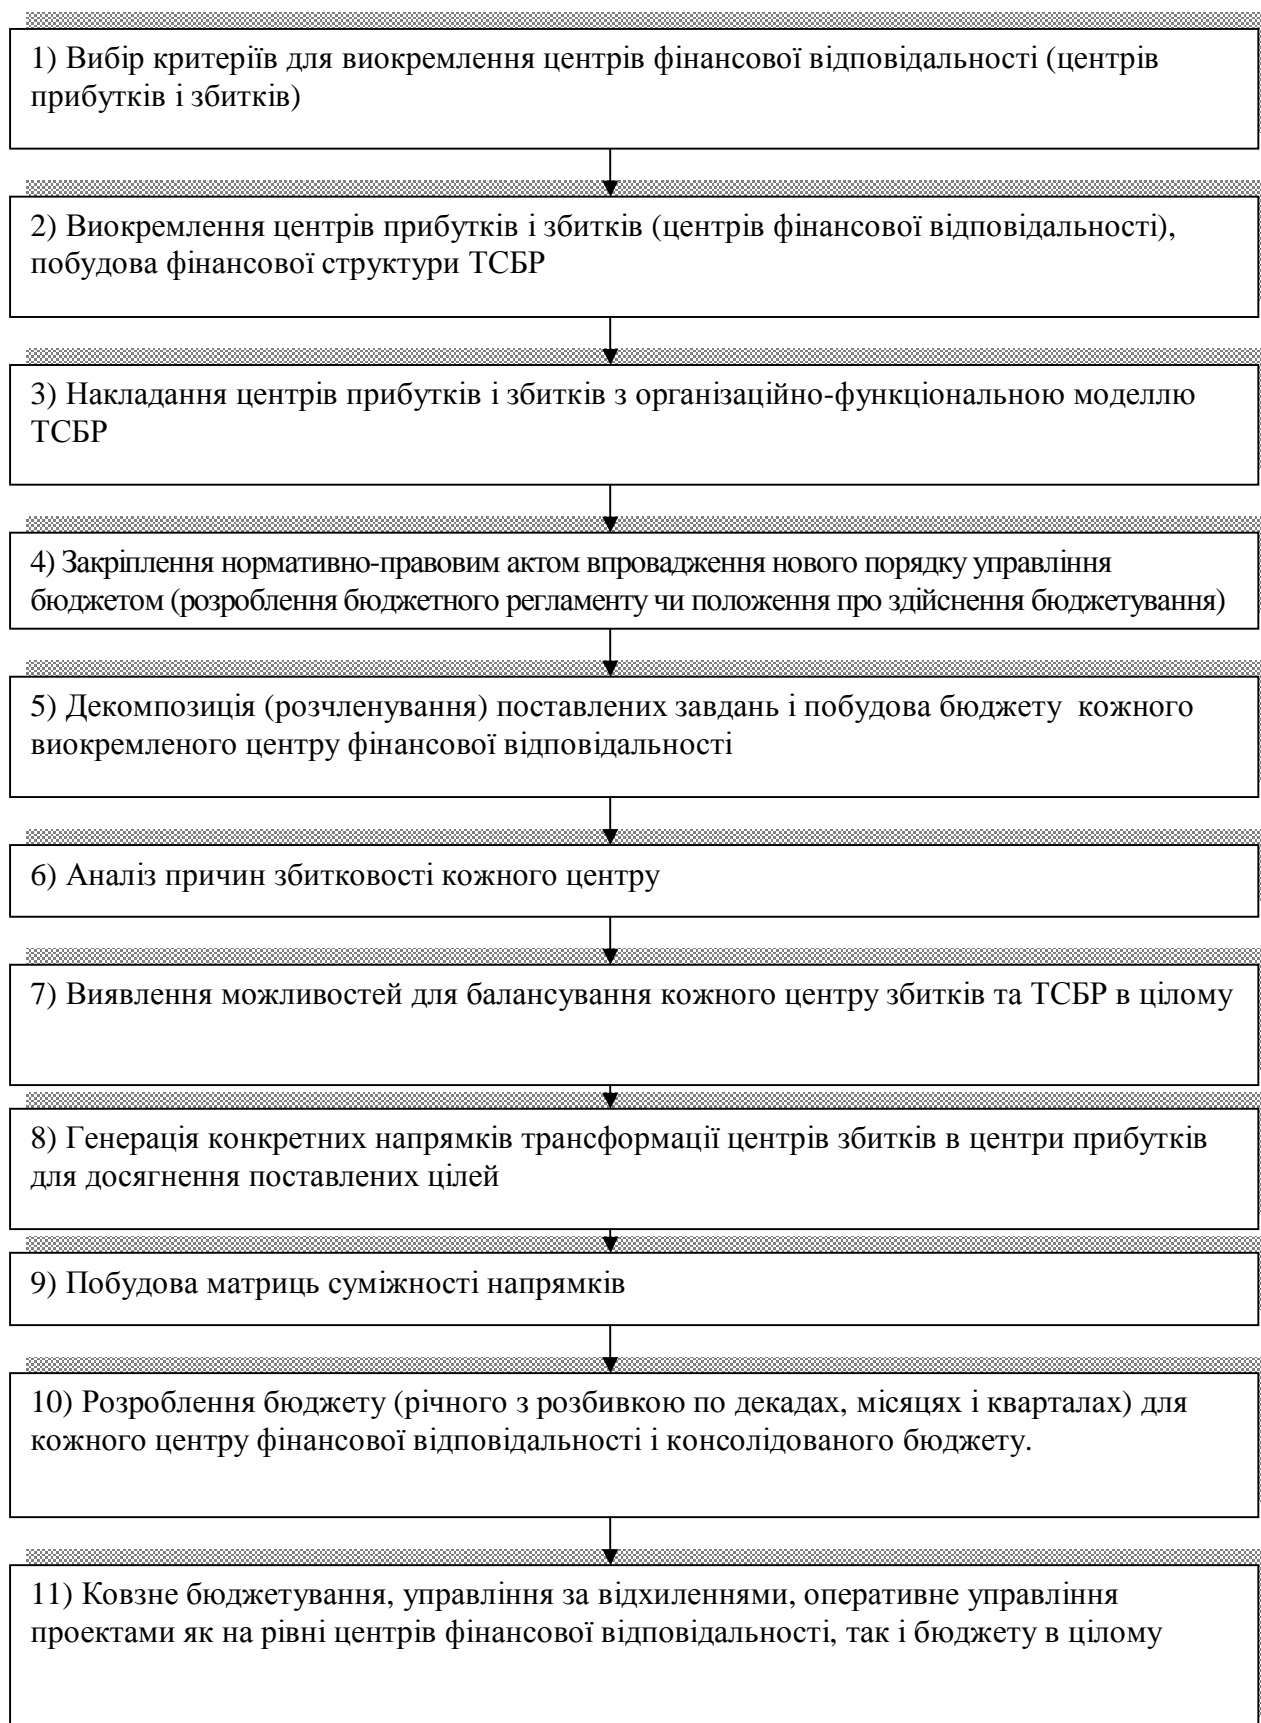 1) Вибір критеріїв для виокремлення центрів фінансової відповідальності (центрів
прибутків і збитків)
2) Виокремлення центрів прибутків і збитків (центрів фінансової відповідальності),
побудова фінансової структури ТСБР
3) Накладання центрів прибутків і збитків з організаційно-функціональною моделлю
ТСБР
4) Закріплення нормативно-правовим актом впровадження нового порядку управління
бюджетом (розроблення бюджетного регламенту чи положення про здійснення бюджетування)
5) Декомпозиція (розчленування) поставлених завдань і побудова бюджету кожного
виокремленого центру фінансової відповідальності
6) Аналіз причин збитковості кожного центру
7) Виявлення можливостей для балансування кожного центру збитків та ТСБР в цілому
8) Генерація конкретних напрямків трансформації центрів збитків в центри прибутків
для досягнення поставлених цілей
9) Побудова матриць суміжності напрямків
10) Розроблення бюджету (річного з розбивкою по декадах, місяцях і кварталах) для
кожного центру фінансової відповідальності і консолідованого бюджету.
11) Ковзне бюджетування, управління за відхиленнями, оперативне управління
проектами як на рівні центрів фінансової відповідальності, так і бюджету в цілому